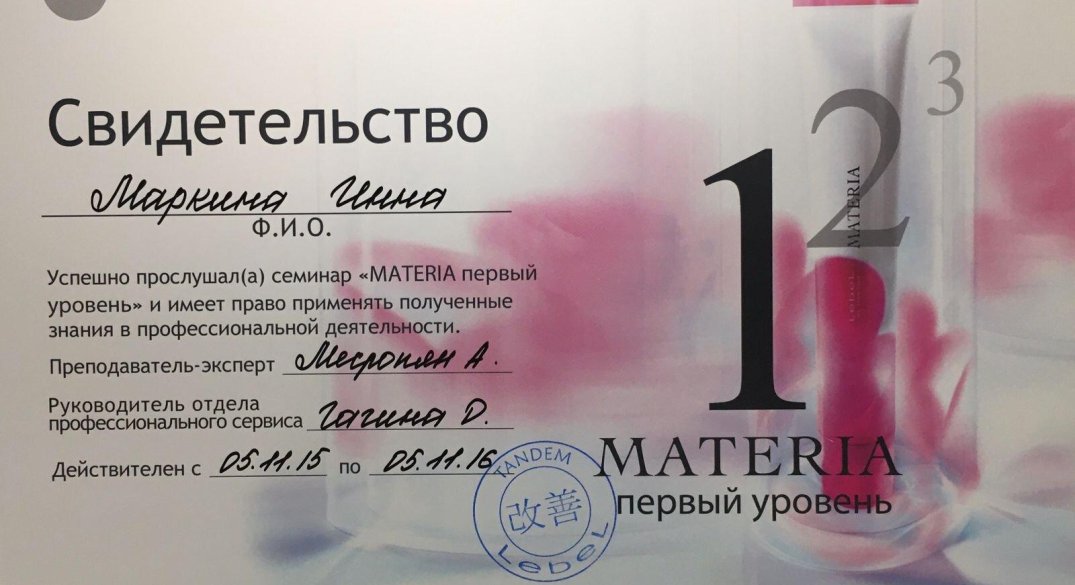 Свидетельство
Маркина Инна
Ф.И.О.
Успешно прослушал(а) семинар «MATERIA первый
уровень» и имеет право применять полученные
знания в профессиональной деятельности.
Преподаватель-эксперт Месропян А.
Руководитель отдела
профессионального сервиса Гагина Д.
Действителен с 05.11.15 по 05.11.16
TANDEM
改善
LebeL
1
2
3
MATERIA
MATERIA
первый уровень